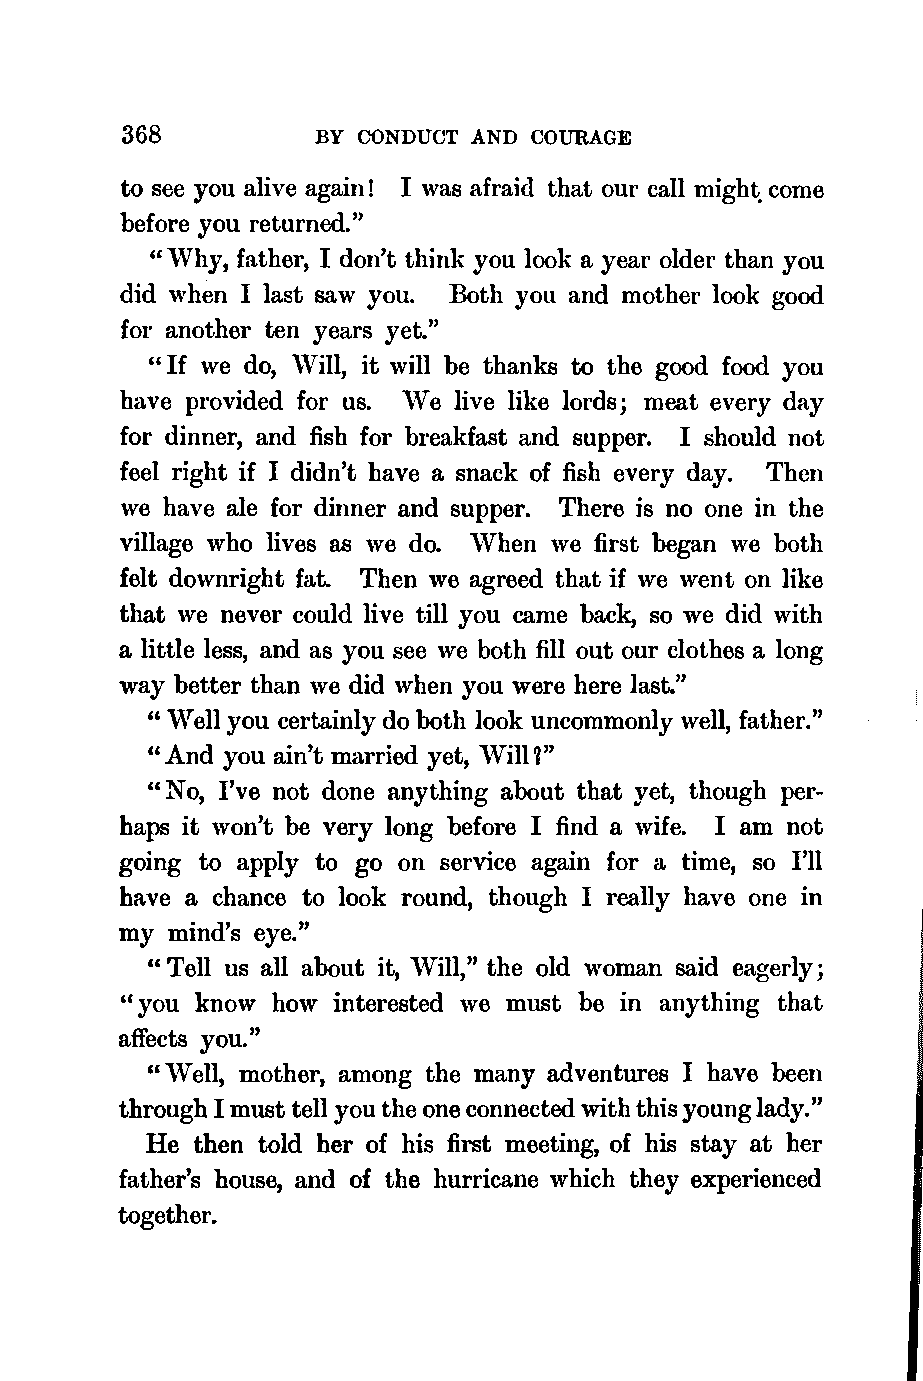 368 BY CONDUCT AND COURAGE
to see you alive again! I was afraid that our call might come
before you returned."
"Why, father, I don't think you look a year older than you
did when I last saw you. Both you and mother look good
for another ten years yet."
"If we do, Will, it will be thanks to the good food you
have provided for us. We live like lords; meat every day
for dinner, and fish for breakfast and supper. I should not
feel right if I didn't have a snack of fish every day. Then
we have ale for dinner and supper. There is no one in the
village who lives as we do. When we first began we both
felt downright fat. Then we agreed that if we went on like
that we never could live till you came back, so we did with
a little less, and as you see we both fill out our clothes a long
way better than we did when you were here last."
"Well you certainly do both look uncommonly well, father."
"And you ain't married yet, Will?"
"No, I've not done anything about that yet, though per-
haps it won't be very long before I find a wife. I am not
going to apply to go on service again for a time, so I'll
have a chance to look round, though I really have one in
my mind's eye."
"Tell us all about it, Will," the old woman said eagerly;
"you know how interested we must be in anything that
affects you."
"Well, mother, among the many adventures I have been
through I must tell you the one connected with this young lady."
He then told her of his first meeting, of his stay at her
father's house, and of the hurricane which they experienced
together.